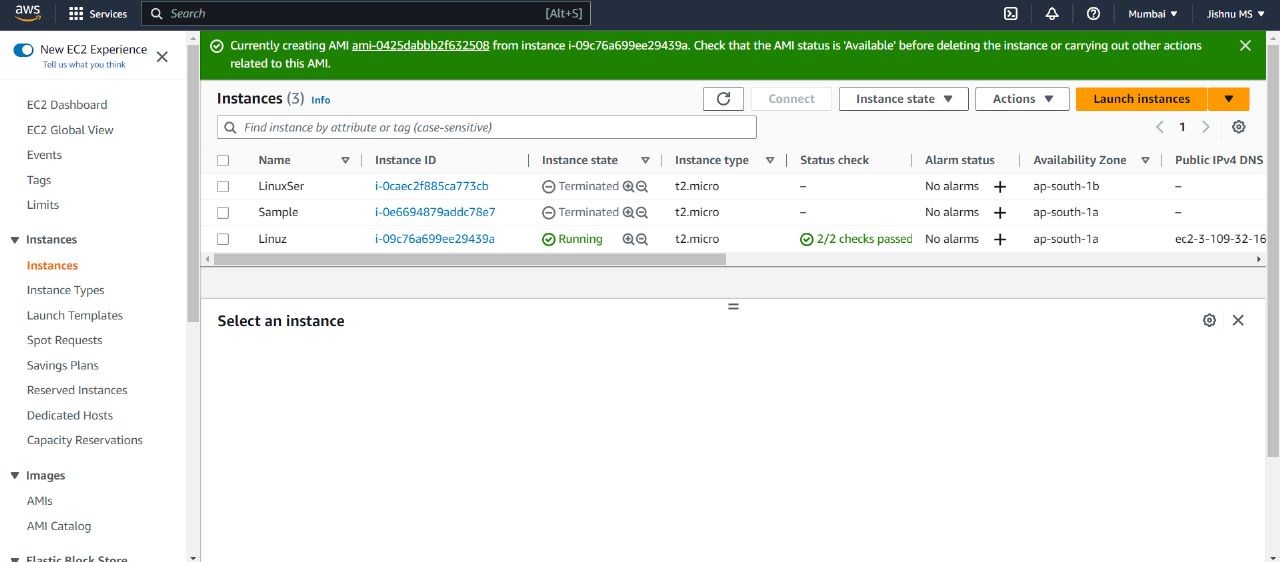 aws Services Search [Alt+S] Mumbai Jishnu MS
New EC2 Experience
Tell us what you think
EC2 Dashboard
EC2 Global View
Events
Tags
Limits
Instances
Instances
Instance Types
Launch Templates
Spot Requests
Savings Plans
Reserved Instances
Dedicated Hosts
Capacity Reservations
Images
AMIs
AMI Catalog
Elastic Block Store
Currently creating AMI ami-0425dabbb2f632508 from instance i-09c76a699ee29439a. Check that the AMI status is 'Available' before deleting the instance or carrying out other actions
related to this AMI.
Instances (3) Info Connect Instance state Actions Launch instances
Find instance by attribute or tag (case-sensitive) 1
Name Instance ID Instance state Instance type Status check Alarm status Availability Zone Public IPv4 DNS
LinuxSer i-0caec2f885ca773cb Terminated t2.micro – No alarms + ap-south-1b –
Sample i-0e6694879addc78e7 Terminated t2.micro – No alarms + ap-south-1a –
Linuz i-09c76a699ee29439a Running t2.micro 2/2 checks passed No alarms + ap-south-1a ec2-3-109-32-16
Select an instance